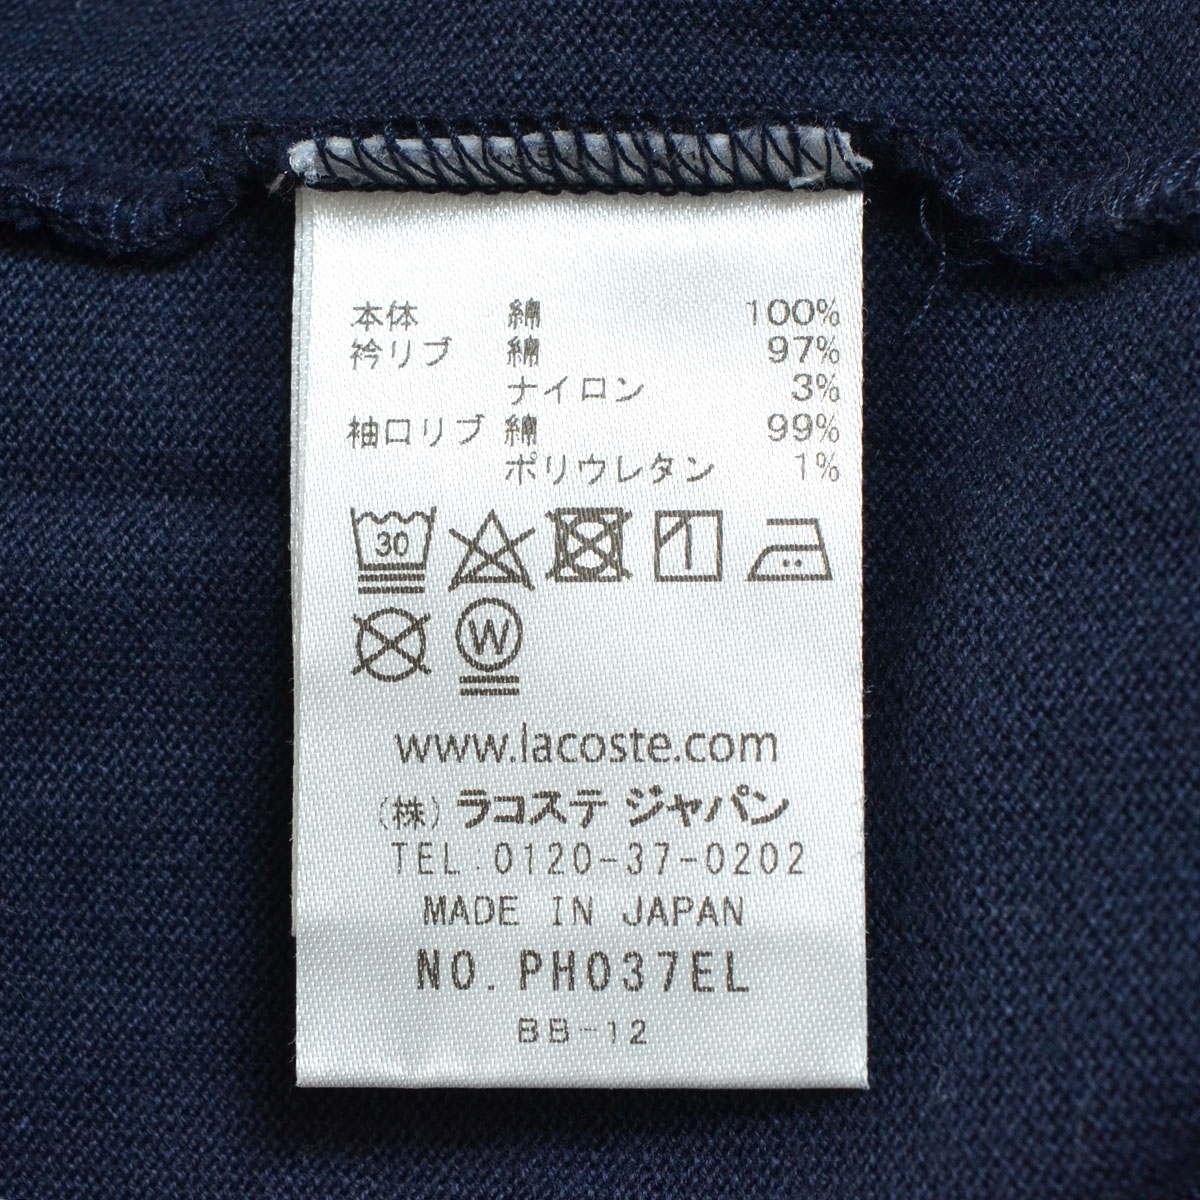 本体 綿 100%
衿リブ 綿 97%
ナイロン 3%
袖口リブ 綿 99%
ポリウレタン 1%
30
W
www.lacoste.com
(株) ラコステ ジャパン
TEL:0120-37-0202
MADE IN JAPAN
NO. PH037EL
BB-12